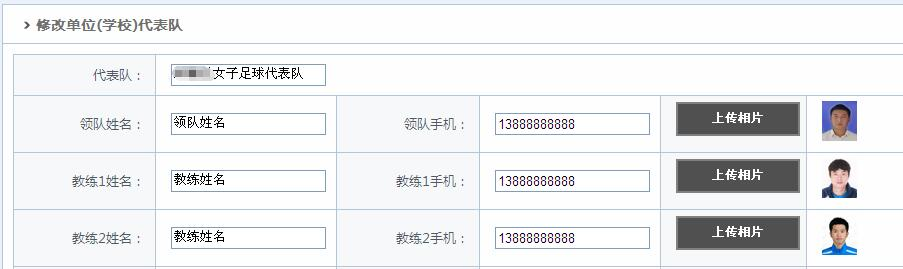 修改单位(学校)代表队
代表队： 女子足球代表队
领队姓名： 领队姓名 领队手机： 13888888888 上传相片
教练1姓名： 教练姓名 教练1手机： 13888888888 上传相片
教练2姓名： 教练姓名 教练2手机： 13888888888 上传相片